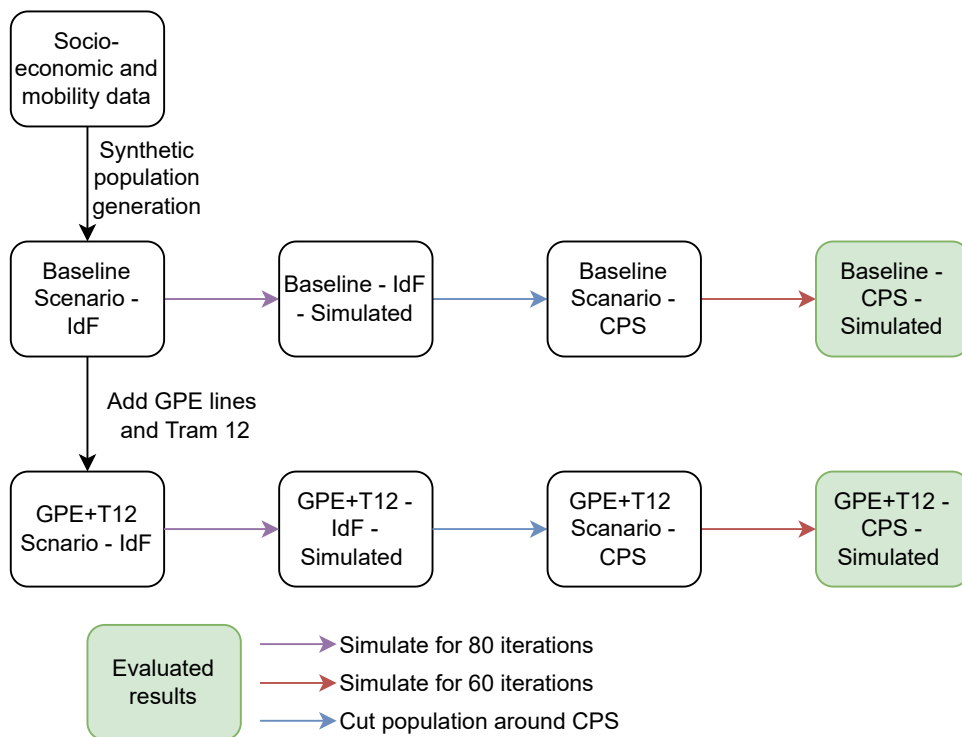 Socio-
economic and
mobility data
Synthetic
population
generation
Baseline
Scenario -
IdF
Baseline - IdF
- Simulated
Baseline
Scanario -
CPS
Baseline -
CPS -
Simulated
Add GPE lines
and Tram 12
GPE+T12
Scnario - IdF
GPE+T12 -
IdF -
Simulated
GPE+T12
Scanario -
CPS
GPE+T12 -
CPS -
Simulated
Evaluated
results
Simulate for 80 iterations
Simulate for 60 iterations
Cut population around CPS